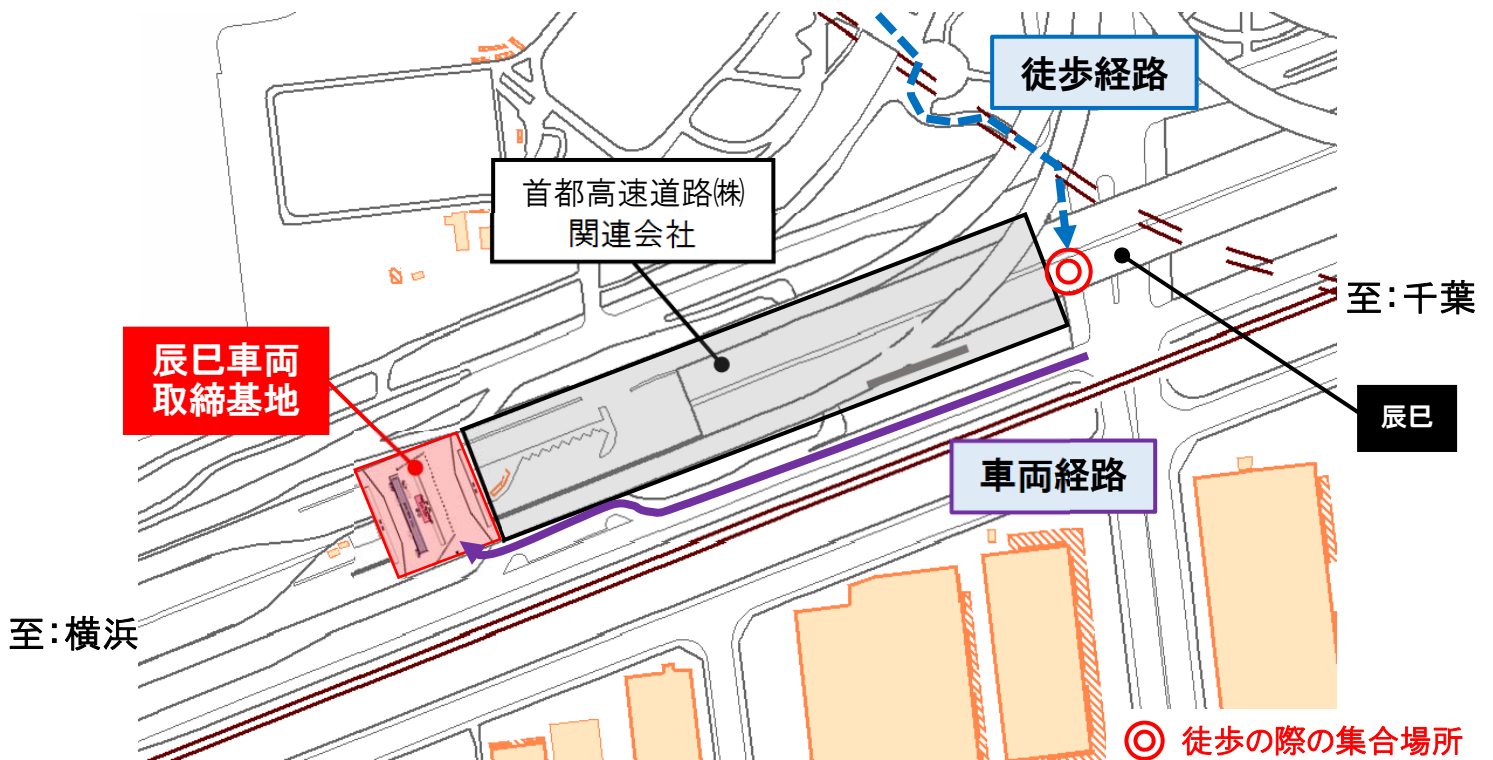 徒歩経路
首都高速道路㈱
関連会社
至：千葉
辰巳車両
取締基地
辰巳
車両経路
至：横浜
◎ 徒歩の際の集合場所